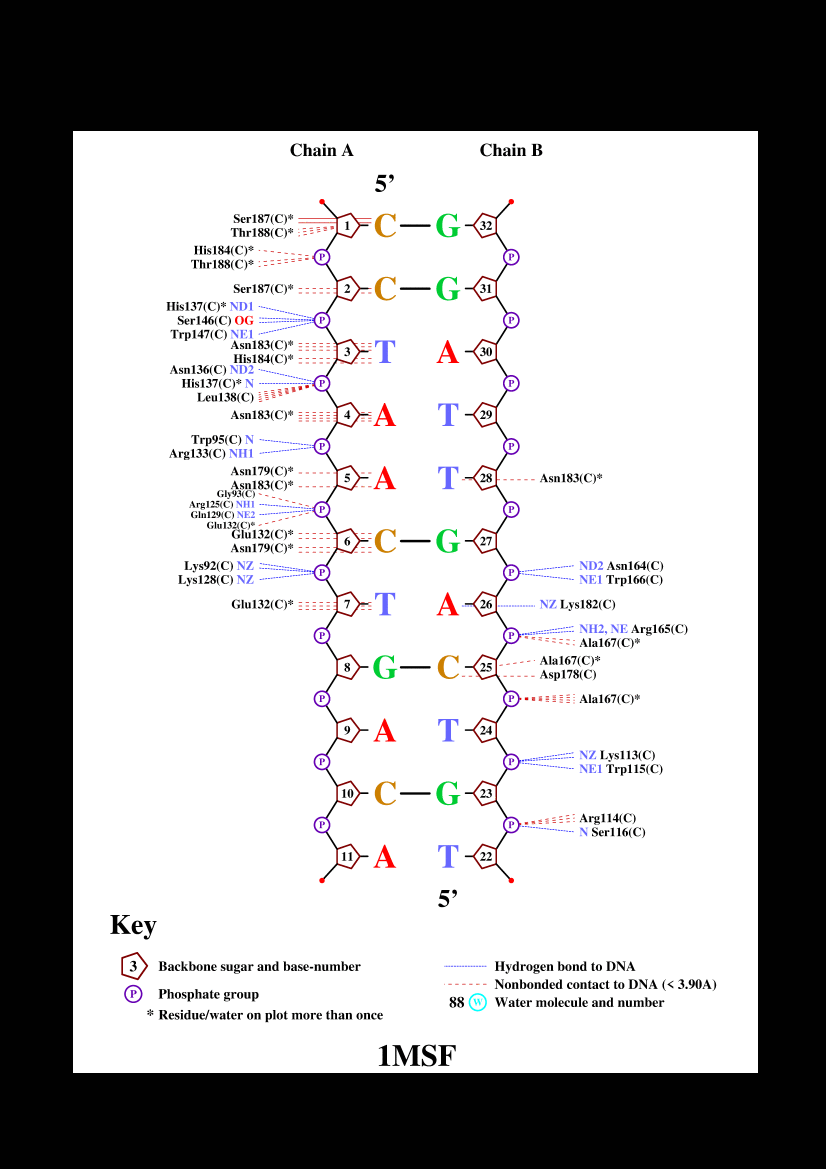 Chain A Chain B
5’
Ser187(C)*
Thr188(C)*
1 C G 32
His184(C)*
Thr188(C)*
P P
Ser187(C)*
2 C G 31
His137(C)* ND1
Ser146(C) OG
Trp147(C) NE1
P P
Asn183(C)*
His184(C)*
3 T A 30
Asn136(C) ND2
His137(C)* N
Leu138(C)
P P
Asn183(C)*
4 A T 29
Trp95(C) N
Arg133(C) NH1
P P
Asn179(C)*
Asn183(C)*
5 A T 28 Asn183(C)*
Gly93(C)
Arg125(C) NH1
Gln129(C) NE2
Glu132(C)*
P P
Glu132(C)*
Asn179(C)*
6 C G 27
Lys92(C) NZ
Lys128(C) NZ
P P
ND2 Asn164(C)
NE1 Trp166(C)
Glu132(C)*
7 T A 26 NZ Lys182(C)
P P
NH2, NE Arg165(C)
Ala167(C)*
8 G C 25
Ala167(C)*
Asp178(C)
P P Ala167(C)*
9 A T 24
P P
NZ Lys113(C)
NE1 Trp115(C)
10 C G 23
P P
Arg114(C)
N Ser116(C)
11 A T 22
5’
Key
3 Backbone sugar and base-number
P Phosphate group
* Residue/water on plot more than once
Hydrogen bond to DNA
Nonbonded contact to DNA (< 3.90A)
88 W Water molecule and number
1MSF